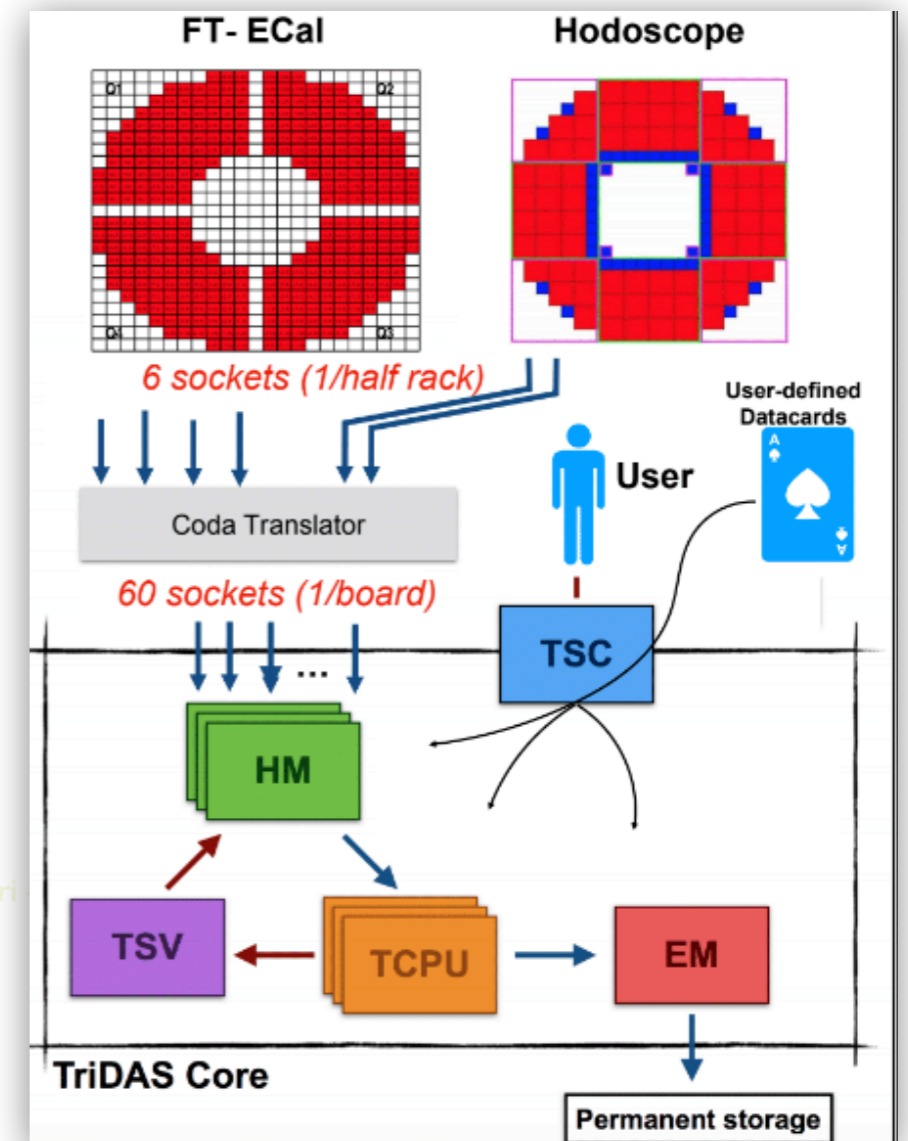 FT- ECal
Hodoscope
Q1
Q2
Q4
Q3
6 sockets (1/half rack)
User-defined
Datacards
A
User
A
Coda Translator
60 sockets (1/board)
TSC
...
HM
TSV
TCPU
EM
ri
TriDAS Core
Permanent storage